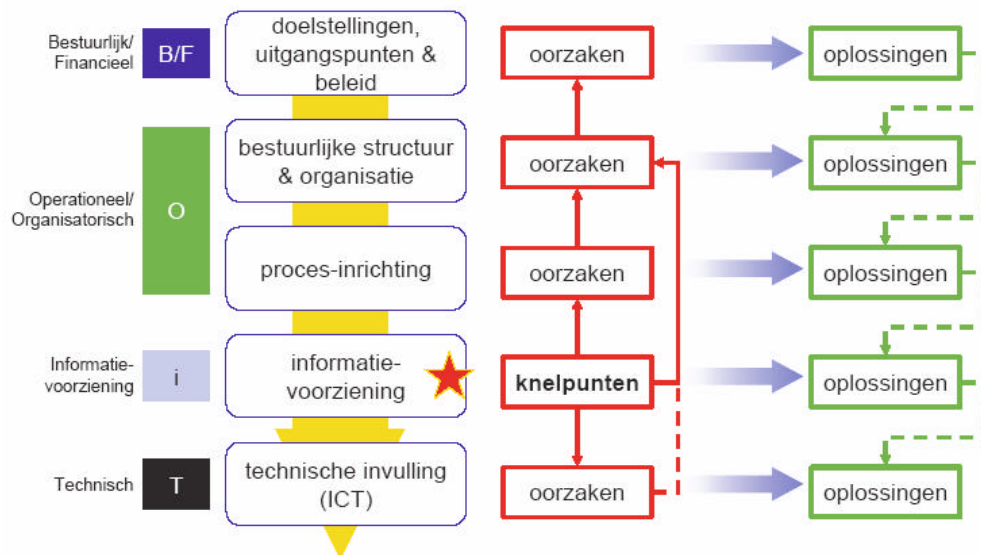 Bestuurlijk/
Financieel
B/F
doelstellingen,
uitgangspunten &
beleid
oorzaken
oplossingen
Operationeel/
Organisatorisch
O
bestuurlijke structuur
& organisatie
oorzaken
oplossingen
proces-inrichting
oorzaken
oplossingen
Informatie-
voorziening
i
informatie-
voorziening
knelpunten
oplossingen
Technisch
T
technische invulling
(ICT)
oorzaken
oplossingen